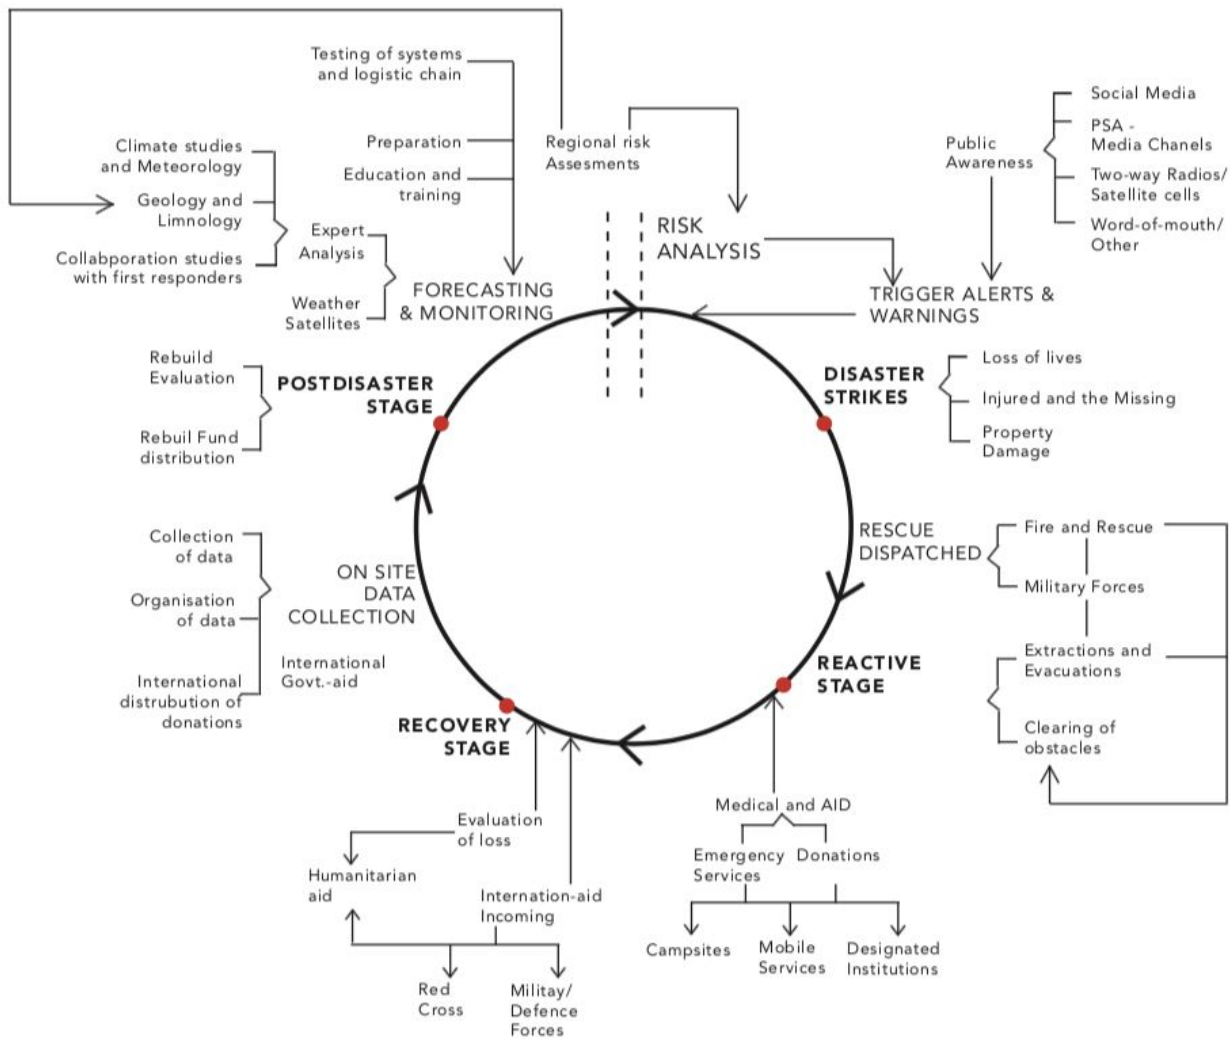 Testing of systems
and logistic chain
Preparation
Education and
training
Regional risk
Assesments
Climate studies
and Meteorology
Geology and
Limnology
Collabporation studies
with first responders
Expert
Analysis
Weather
Satellites
FORECASTING
& MONITORING
RISK
ANALYSIS
Public
Awareness
Social Media
PSA -
Media Chanels
Two-way Radios/
Satellite cells
Word-of-mouth/
Other
TRIGGER ALERTS &
WARNINGS
DISASTER
STRIKES
Loss of lives
Injured and the Missing
Property
Damage
RESCUE
DISPATCHED
Fire and Rescue
Military Forces
Extractions and
Evacuations
Clearing of
obstacles
REACTIVE
STAGE
Medical and AID
Emergency
Services
Donations
Campsites
Mobile
Services
Designated
Institutions
RECOVERY
STAGE
Evaluation
of loss
Humanitarian
aid
Internation-aid
Incoming
Red
Cross
Militay/
Defence
Forces
ON SITE
DATA
COLLECTION
International
Govt.-aid
Collection
of data
Organisation
of data
International
distrubution of
donations
POSTDISASTER
STAGE
Rebuild
Evaluation
Rebuil Fund
distribution